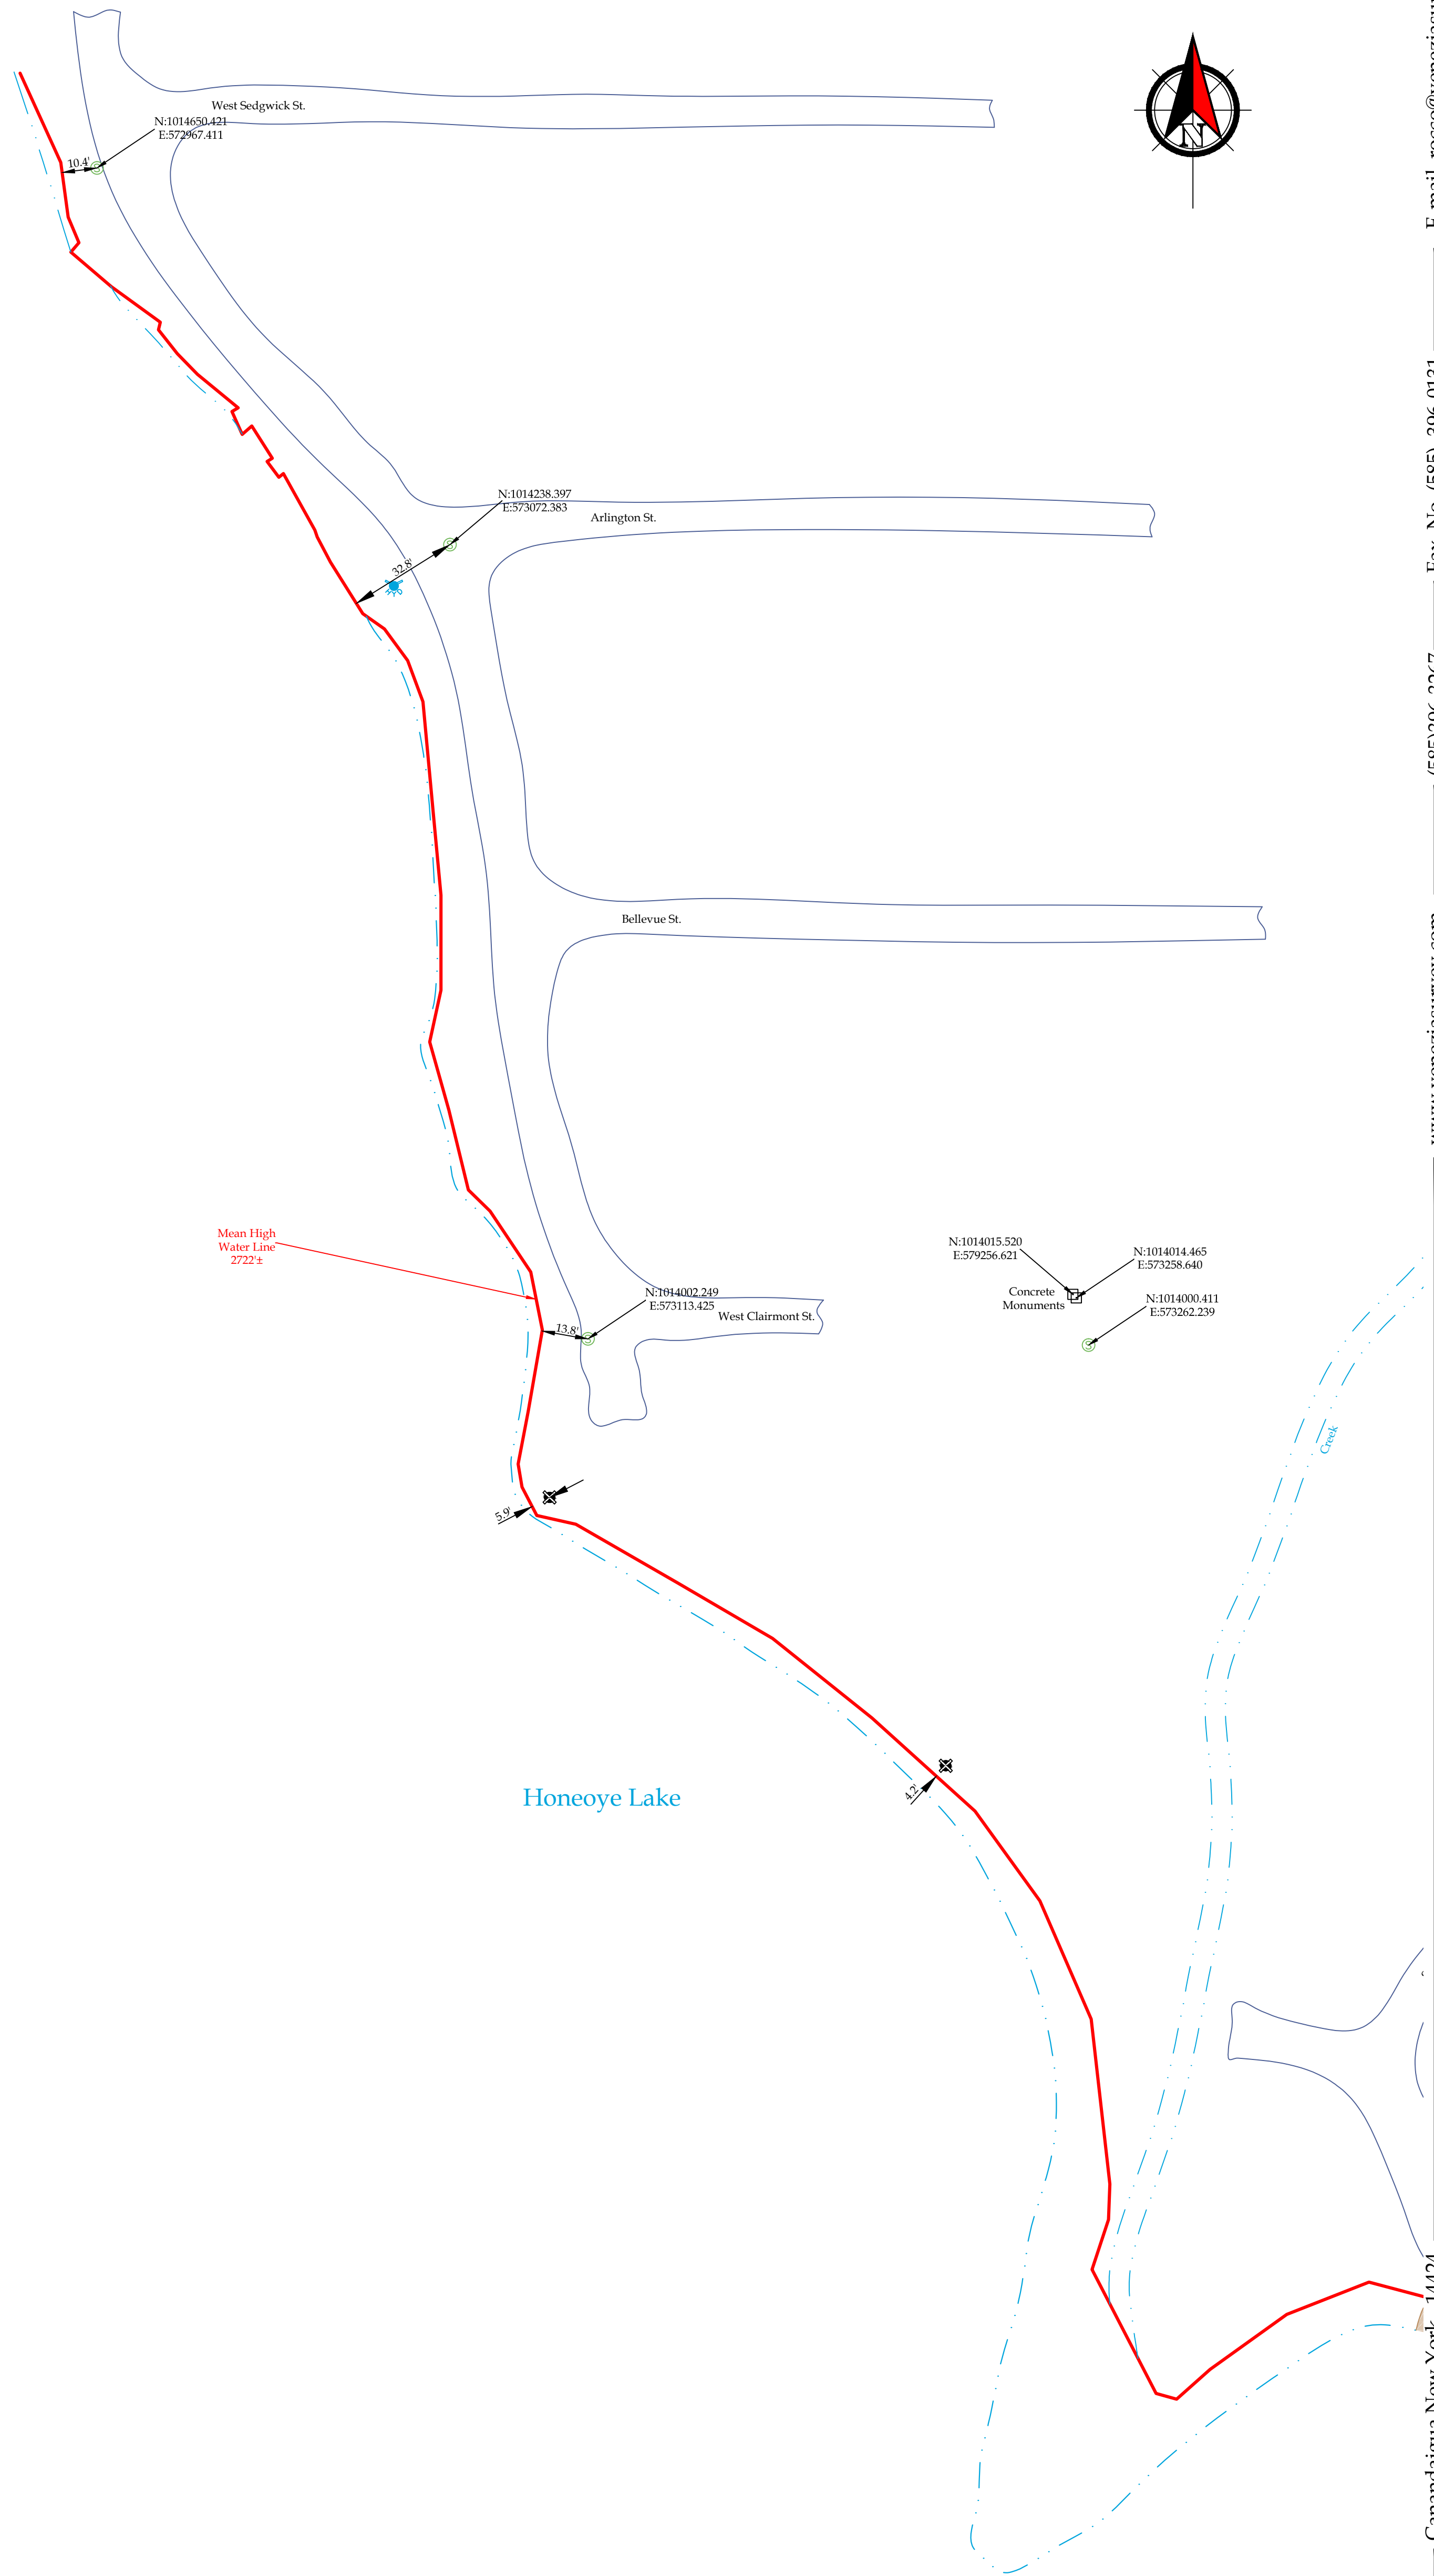 West Sedgwick St.
N:1014650.421
E:572967.411
10.4'
N
N:1014238.397
E:573072.383
Arlington St.
32.8'
HYD
Bellevue St.
Mean High
Water Line
2722'±
N:1014015.520
E:579256.621
N:1014014.465
E:573258.640
Concrete
Monuments
N:1014000.411
E:573262.239
N:1014002.249
E:573113.425
West Clairmont St.
13.8'
S
S
S
S
Creek
5.9'
4.2'
Honeoye Lake